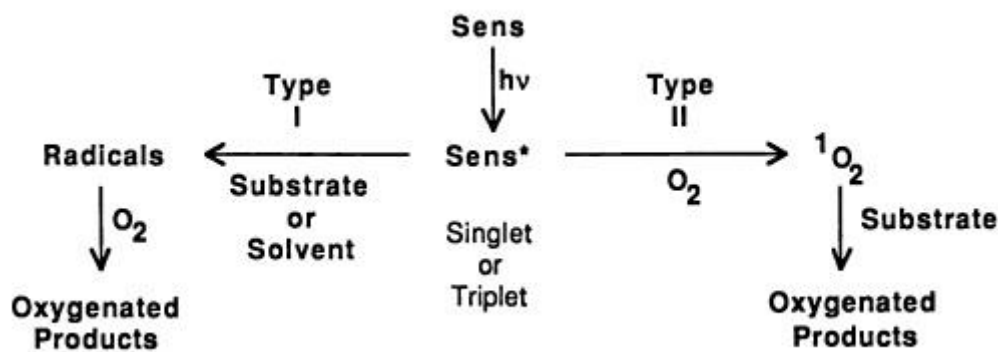 Sens
hν
Type
I
Type
II
Radicals
Sens*
¹O₂
Substrate
or
Solvent
O₂
O₂
Substrate
Singlet
or
Triplet
Oxygenated
Products
Oxygenated
Products